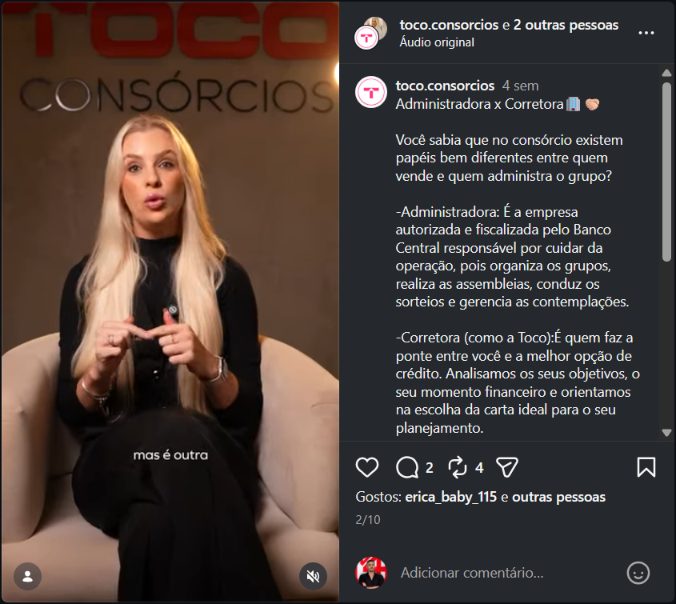 TOCO
CONSÓRCIOS
mas é outra
toco.consorcios e 2 outras pessoas
Áudio original
toco.consorcios 4 sem
Administradora x Corretora🏢🤝🏻
Você sabia que no consórcio existem
papéis bem diferentes entre quem
vende e quem administra o grupo?
-Administradora: É a empresa
autorizada e fiscalizada pelo Banco
Central responsável por cuidar da
operação, pois organiza os grupos,
realiza as assembleias, conduz os
sorteios e gerencia as contemplações.
-Corretora (como a Toco):É quem faz a
ponte entre você e a melhor opção de
crédito. Analisamos os seus objetivos, o
seu momento financeiro e orientamos
na escolha da carta ideal para o seu
planejamento.
2 4
Gostos: erica_baby_115 e outras pessoas
2/10
Adicionar comentário...